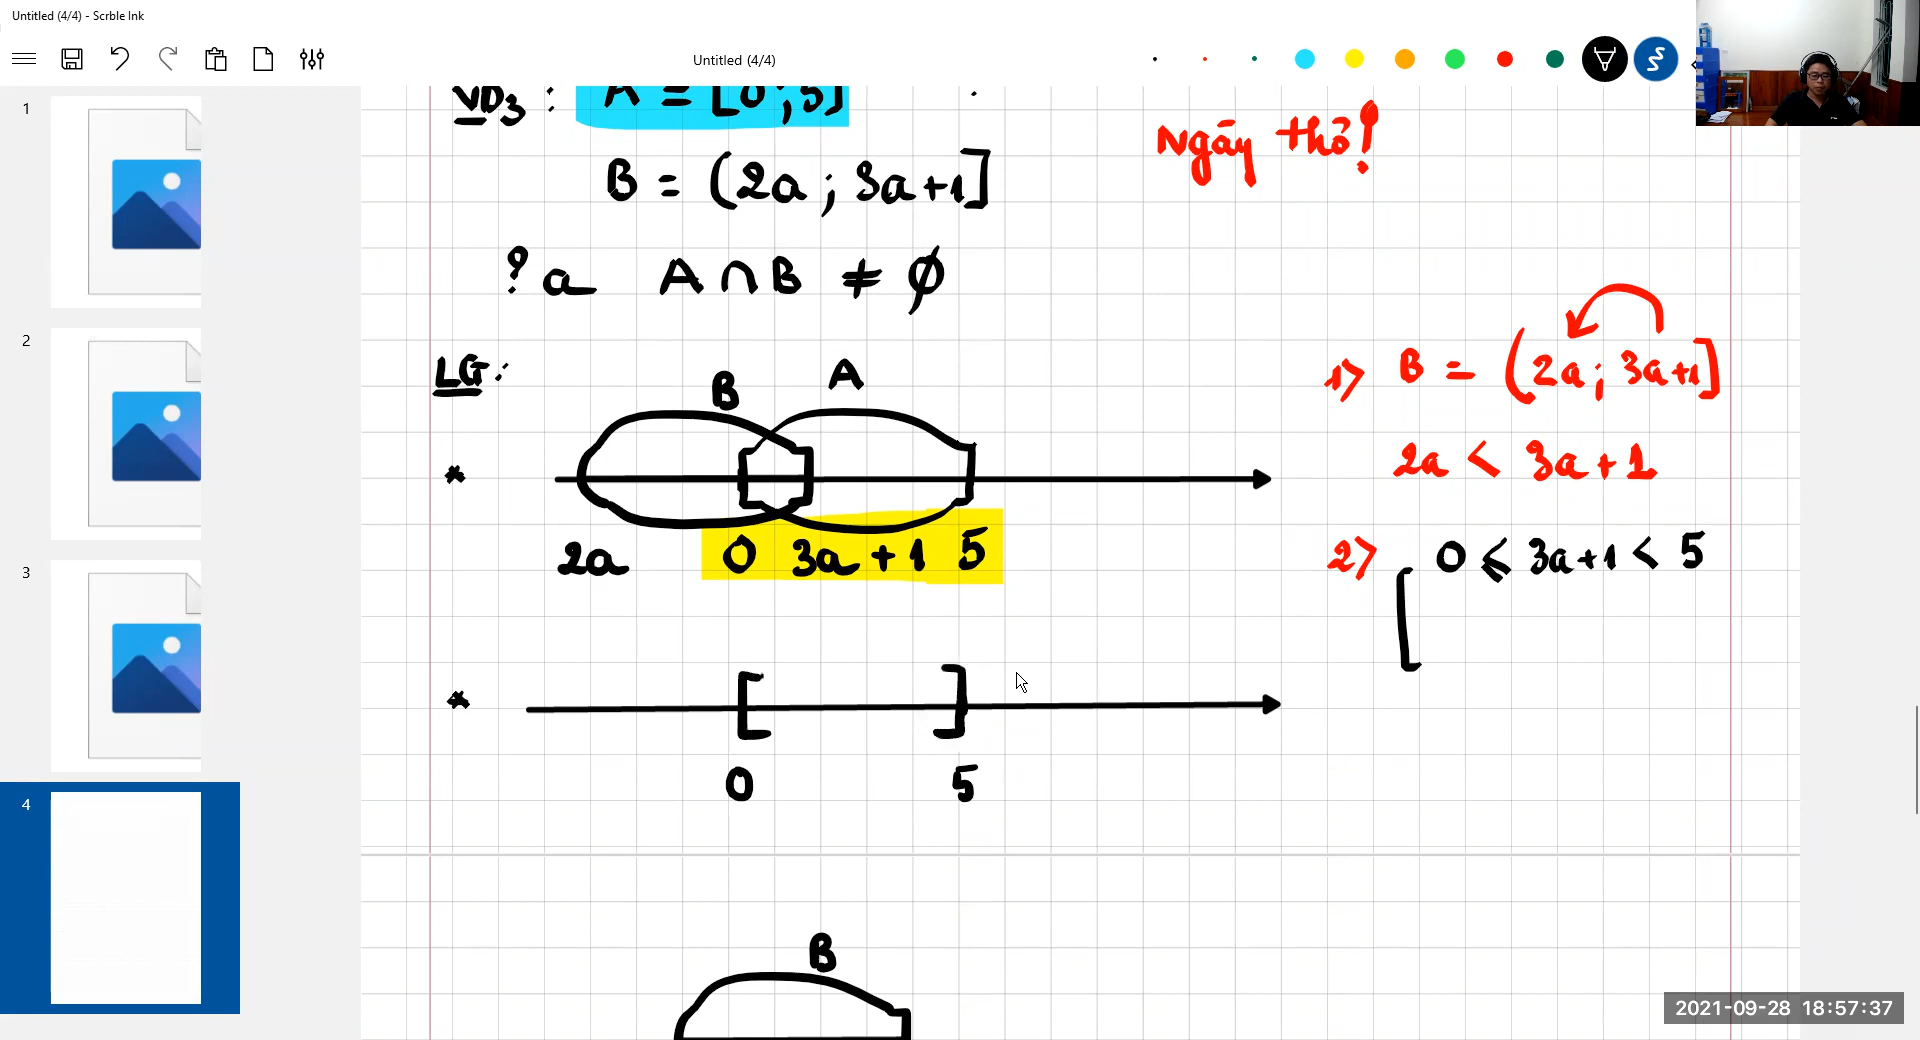 Untitled (4/4) - Scrble Ink
Untitled (4/4)
1
2
3
4
VD3 : A = [0 ; 5]
B = (2a ; 3a+1]
? a A ∩ B ≠ ∅
Ngây thơ!
LG:
B A
*
2a 0 3a + 1 5
*
0 5
B
1> B = (2a ; 3a+1]
2a < 3a + 1
2> [ 0 ≤ 3a+1 < 5
2021-09-28 18:57:37